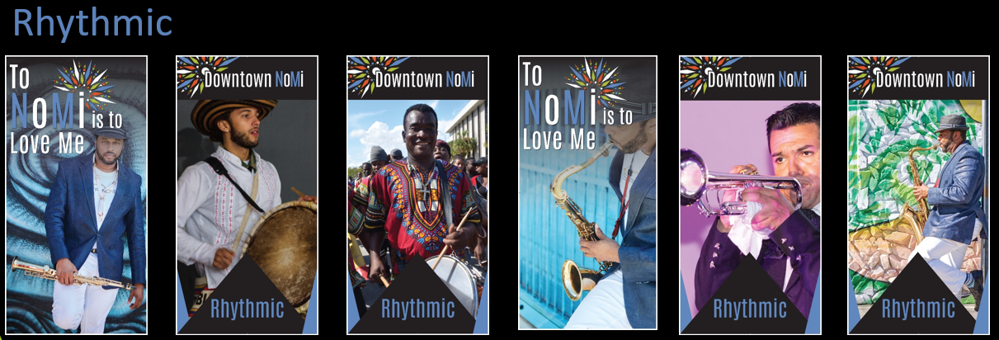 Rhythmic
To
NoMi is to
Love Me
Downtown NoMi
Rhythmic
Downtown NoMi
Rhythmic
To
NoMi is to
Love Me
Downtown NoMi
Rhythmic
Downtown NoMi
Rhythmic